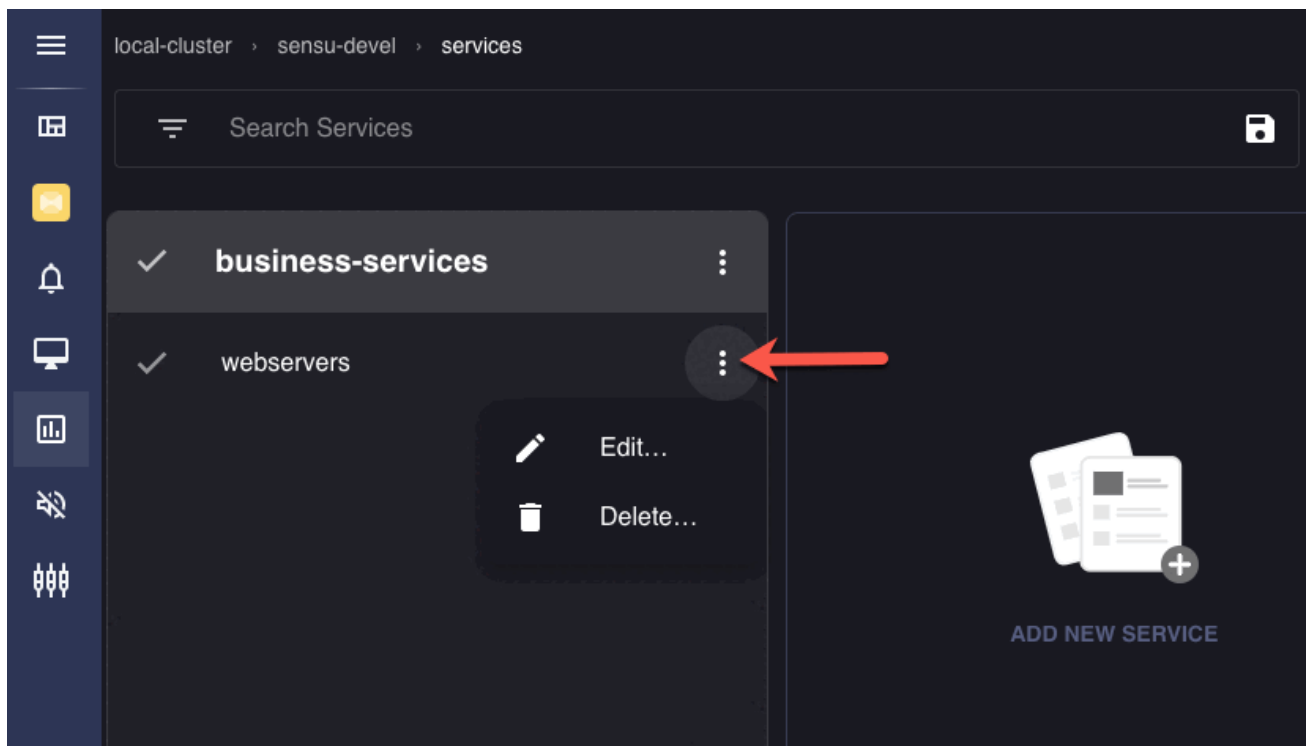 local-cluster › sensu-devel › services
Search Services
business-services
webservers
Edit…
Delete…
ADD NEW SERVICE